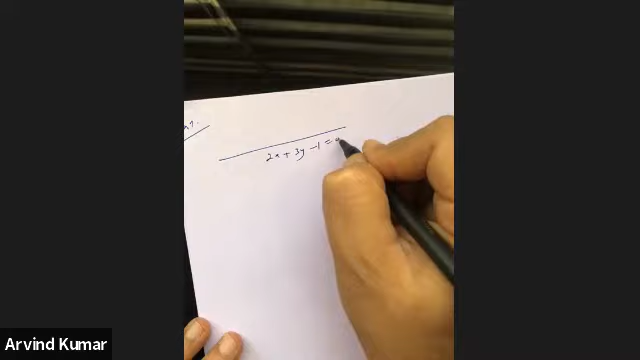 2x + 3y - 1 = 0
Arvind Kumar